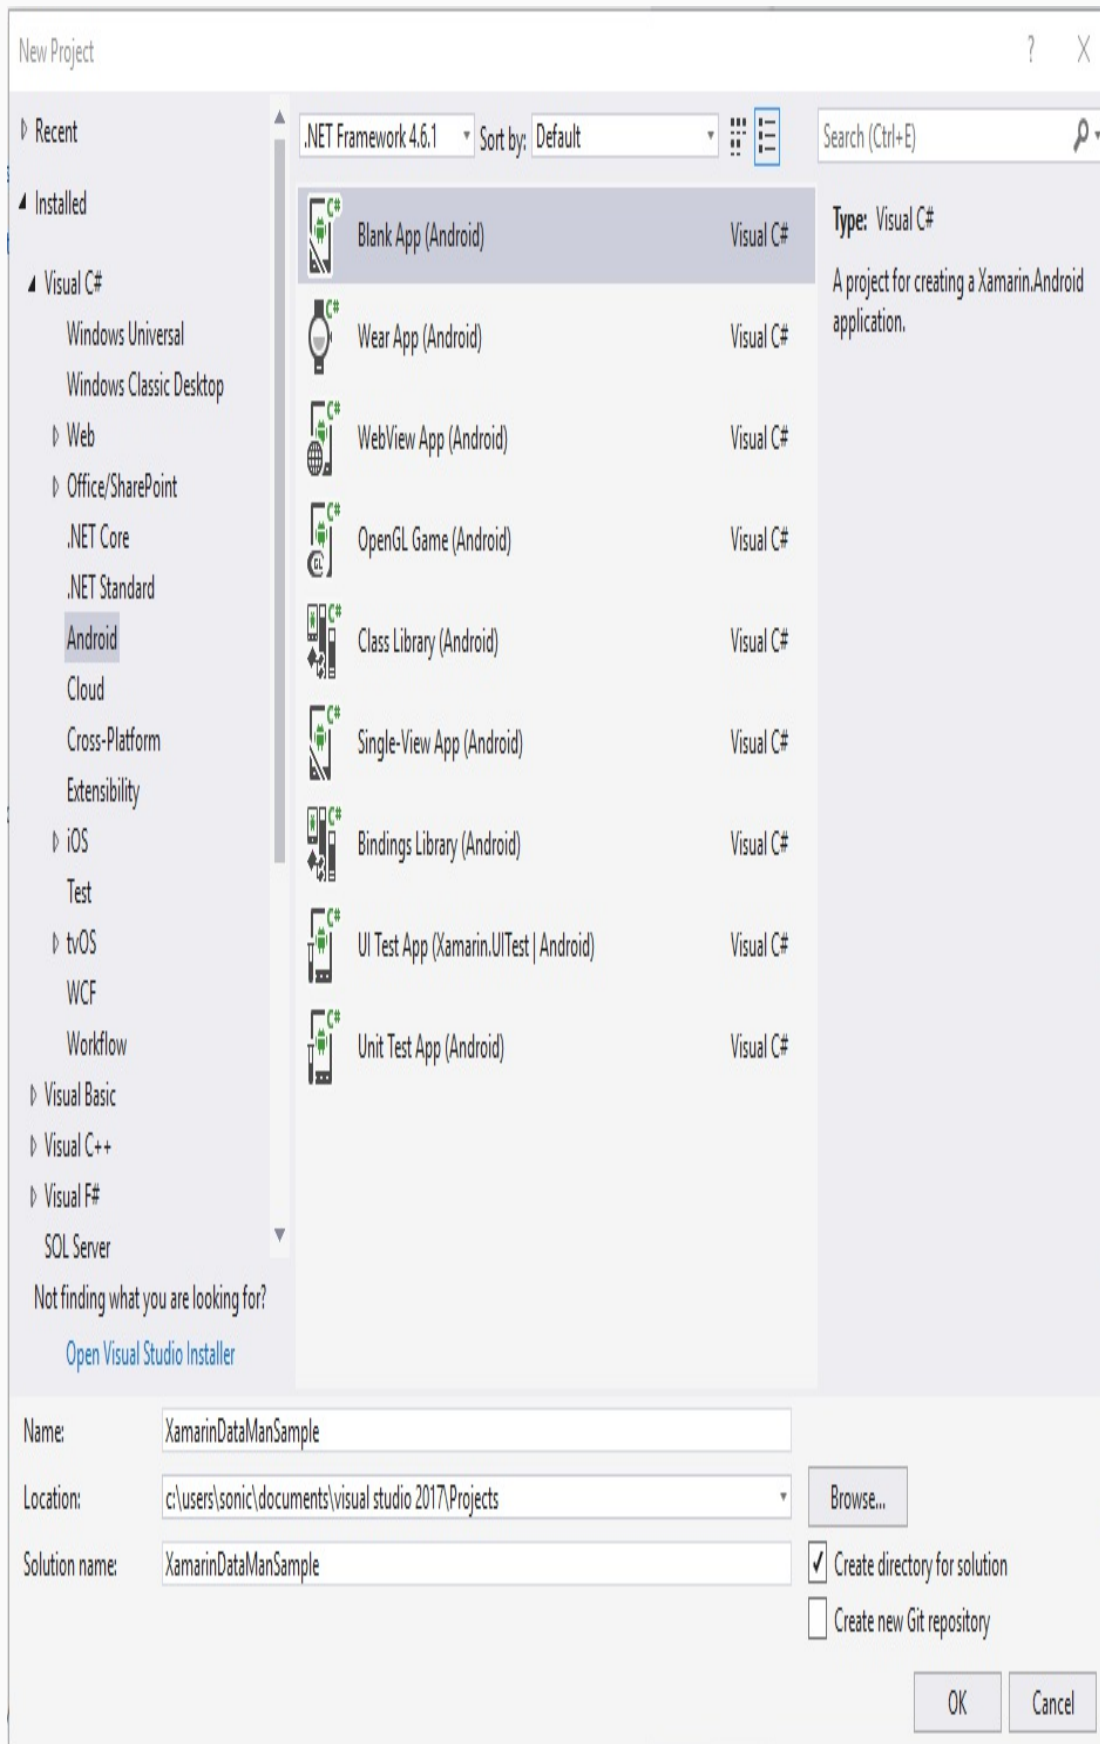 New Project
?
Recent
Installed
Visual C#
Windows Universal
Windows Classic Desktop
Web
Office/SharePoint
.NET Core
.NET Standard
Android
Cloud
Cross-Platform
Extensibility
iOS
Test
tvOS
WCF
Workflow
Visual Basic
Visual C++
Visual F#
SQL Server
Not finding what you are looking for?
Open Visual Studio Installer
.NET Framework 4.6.1 Sort by: Default
Blank App (Android) Visual C#
Wear App (Android) Visual C#
WebView App (Android) Visual C#
OpenGL Game (Android) Visual C#
Class Library (Android) Visual C#
Single-View App (Android) Visual C#
Bindings Library (Android) Visual C#
UI Test App (Xamarin.UITest | Android) Visual C#
Unit Test App (Android) Visual C#
Search (Ctrl+E)
Type: Visual C#
A project for creating a Xamarin.Android
application.
Name: XamarinDataManSample
Location: c:\users\sonic\documents\visual studio 2017\Projects
Browse...
Solution name: XamarinDataManSample
Create directory for solution
Create new Git repository
OK Cancel